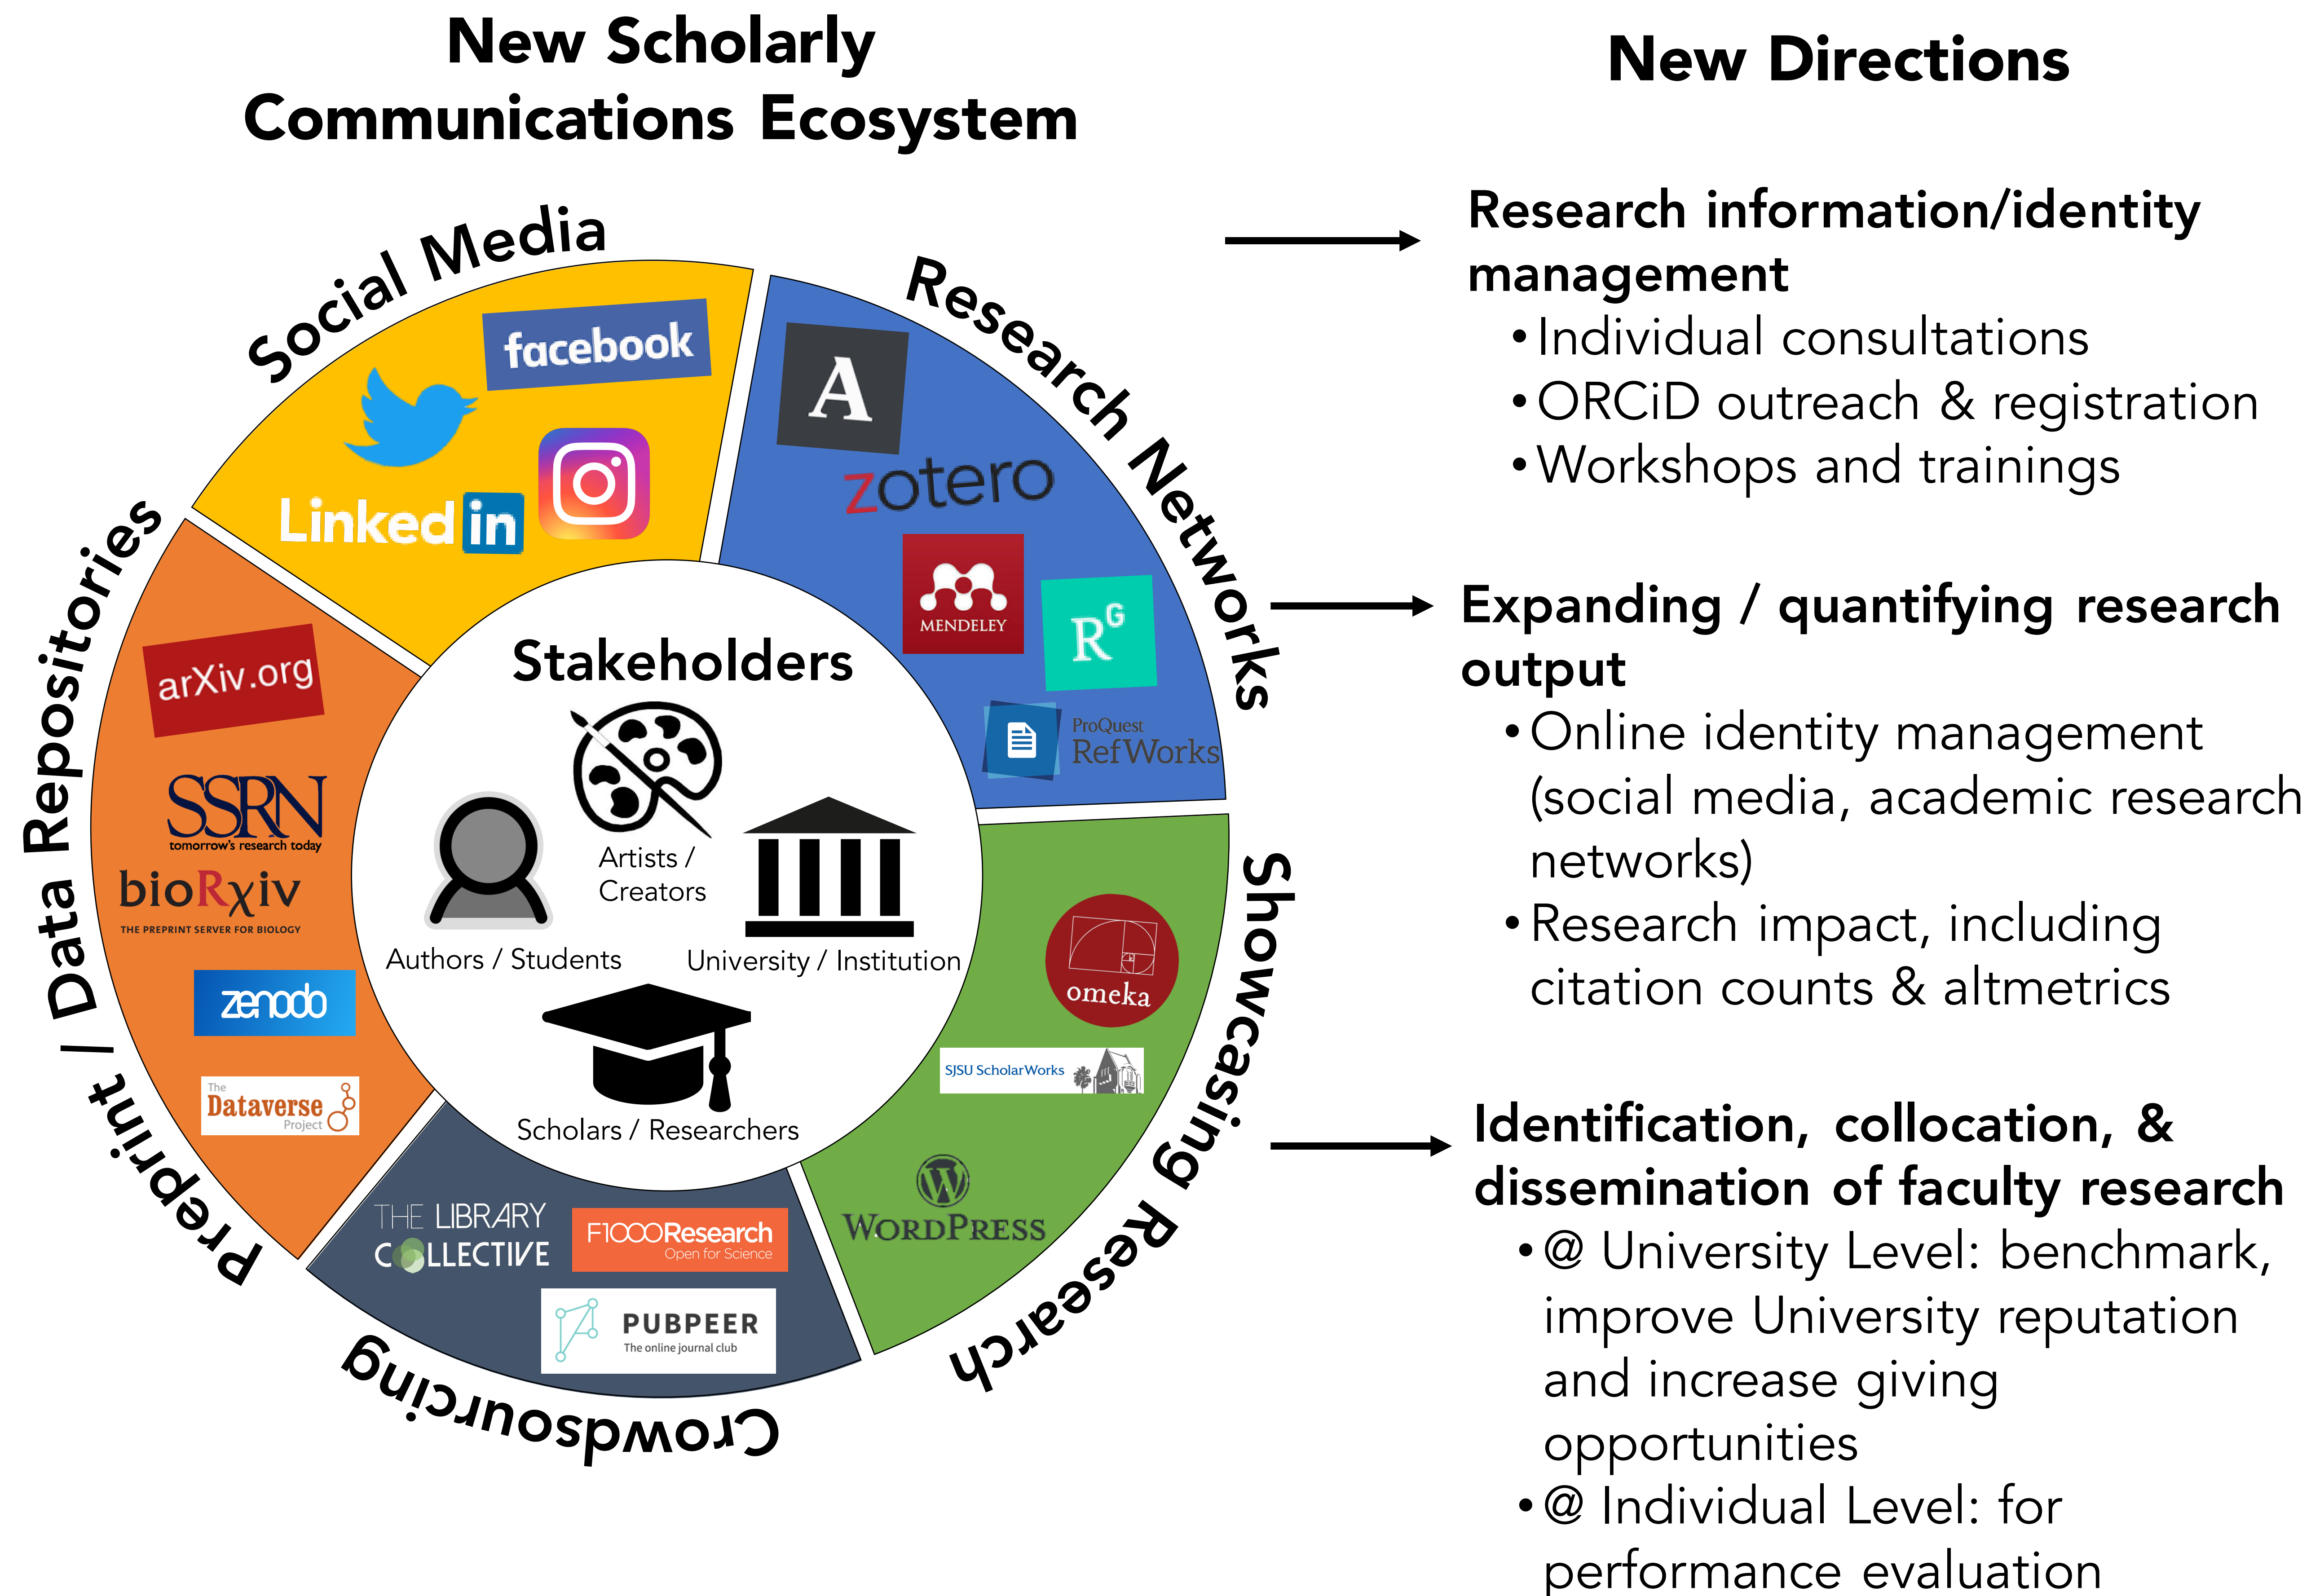 New Scholarly
Communications Ecosystem
Social Media
facebook
Linked in
Research Networks
A
zotero
MENDELEY
RG
ProQuest
RefWorks
Showcasing Research
omeka
SJSU ScholarWorks
WORDPRESS
Crowdsourcing
THE LIBRARY
COLLECTIVE
F1000Research
Open for Science
PUBPEER
The online journal club
Preprint / Data Repositories
arXiv.org
SSRN
tomorrow's research today
bioRχiv
THE PREPRINT SERVER FOR BIOLOGY
zenodo
The
Dataverse
Project
Stakeholders
Artists /
Creators
Authors / Students
University / Institution
Scholars / Researchers
New Directions
Research information/identity
management
• Individual consultations
• ORCiD outreach & registration
• Workshops and trainings
Expanding / quantifying research
output
• Online identity management
(social media, academic research
networks)
• Research impact, including
citation counts & altmetrics
Identification, collocation, &
dissemination of faculty research
• @ University Level: benchmark,
improve University reputation
and increase giving
opportunities
• @ Individual Level: for
performance evaluation